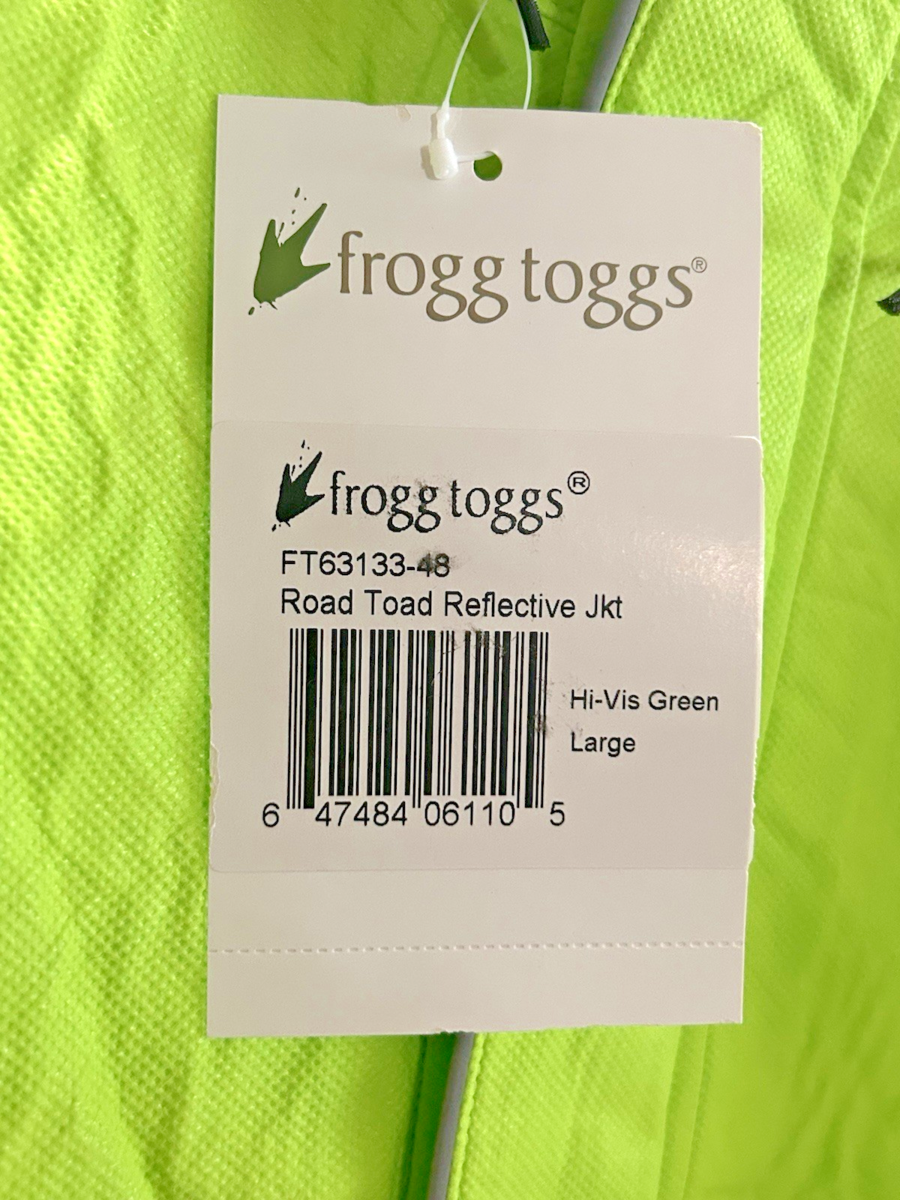 frogg toggs®
frogg toggs®
FT63133-48
Road Toad Reflective Jkt
Hi-Vis Green
Large
6 47484 06110 5